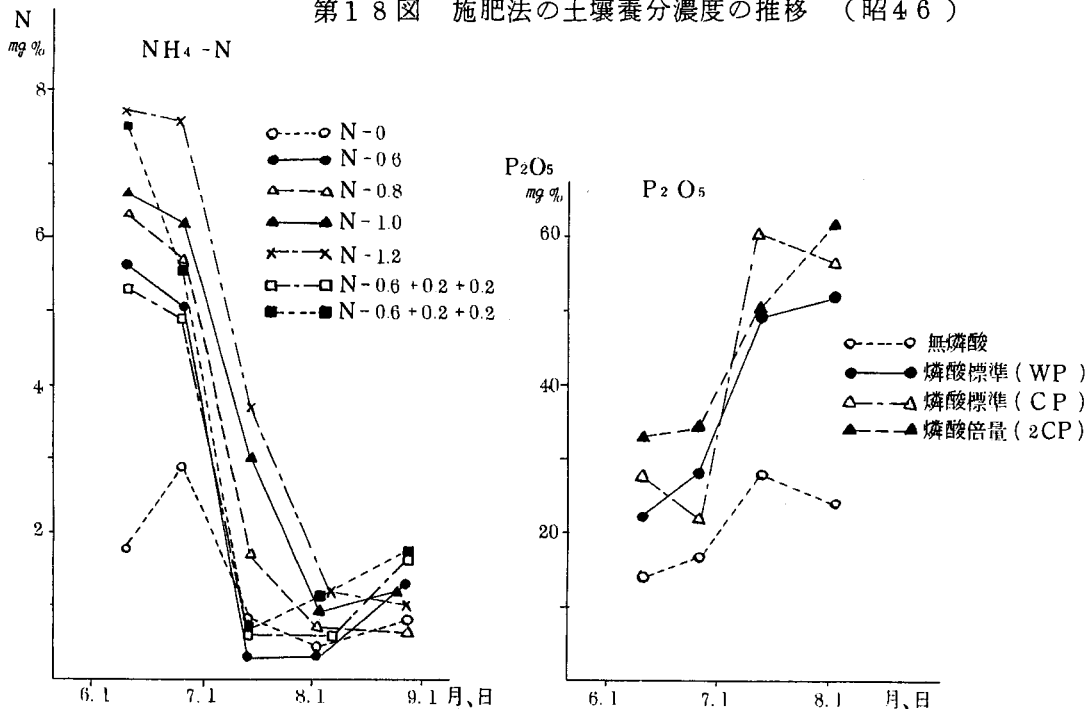 第18図 施肥法の土壌養分濃度の推移 (昭46)
N
mg%
NH₄-N
8
6
4
2
N-0
N-0.6
N-0.8
N-1.0
N-1.2
N-0.6+0.2+0.2
N-0.6+0.2+0.2
6.1
7.1
8.1
9.1 月、日
P₂O₅
mg%
P₂O₅
60
40
20
無燐酸
燐酸標準(WP)
燐酸標準(CP)
燐酸倍量(2CP)
6.1
7.1
8.1 月、日